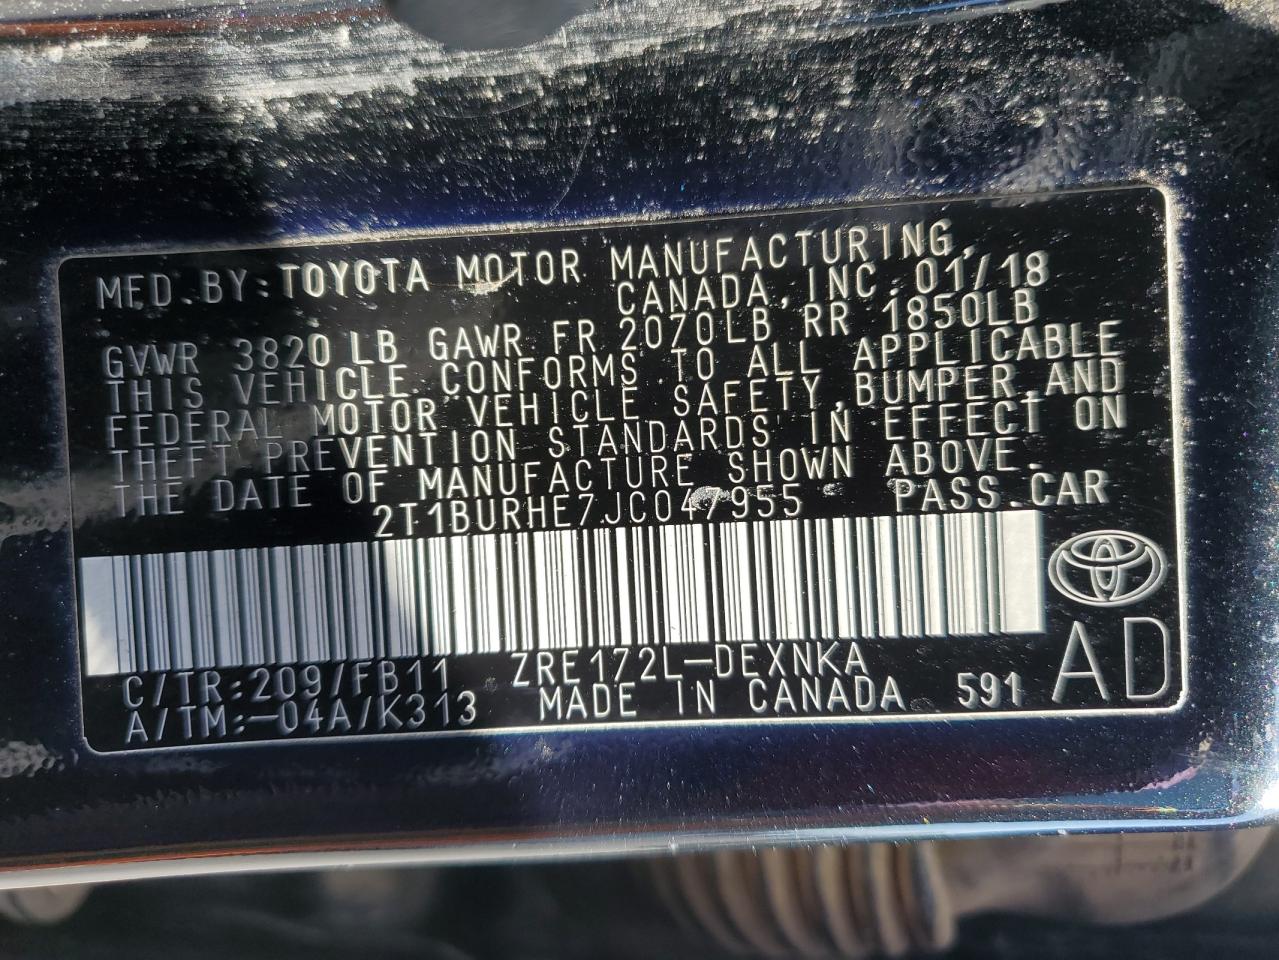 MFD.BY:TOYOTA MOTOR MANUFACTURING,
CANADA,INC.01/18
GVWR 3820LB GAWR FR 2070LB RR 1850LB
THIS VEHICLE CONFORMS TO ALL APPLICABLE
FEDERAL MOTOR VEHICLE SAFETY,BUMPER,AND
THEFT PREVENTION STANDARDS IN EFFECT ON
THE DATE OF MANUFACTURE SHOWN ABOVE.
2T1BURHE7JC047955 PASS.CAR
C/TR:209/FB11 ZRE172L-DEXNKA
A/TM:-04A/K313 MADE IN CANADA 591
AD